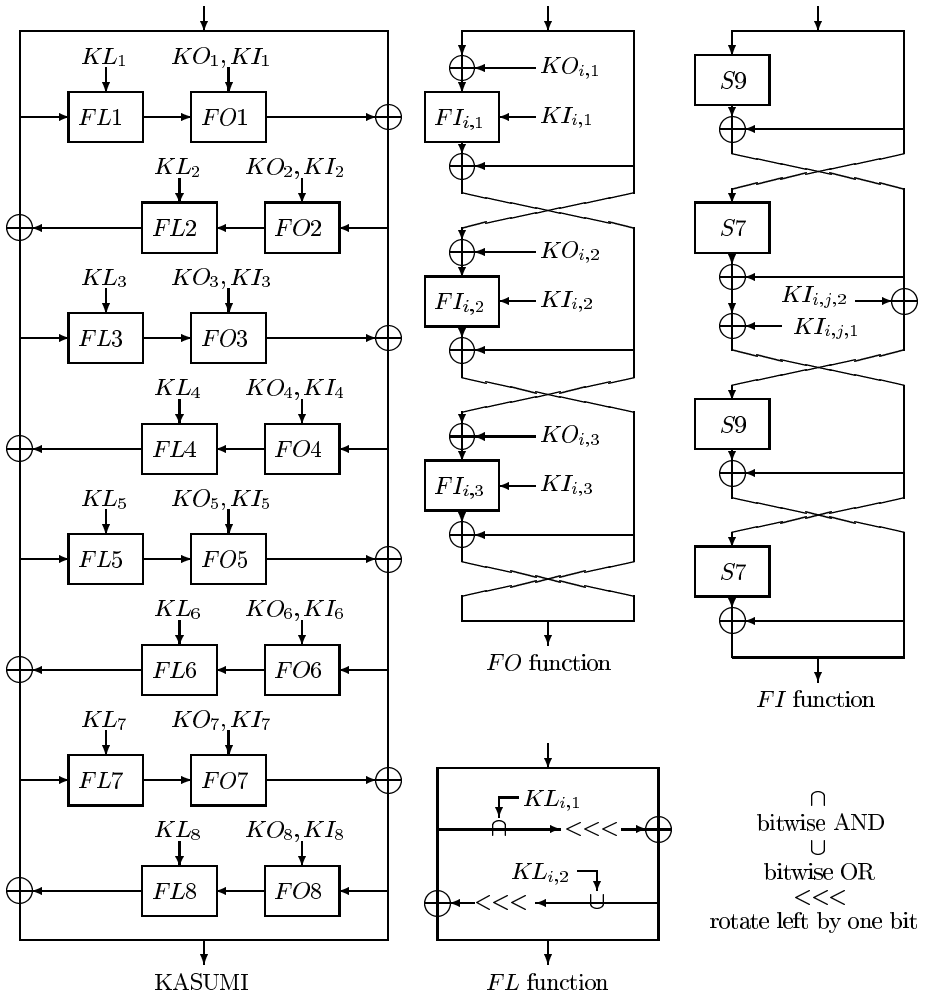 KL1 KO1, KI1
FL1 FO1
KL2 KO2, KI2
FL2 FO2
KL3 KO3, KI3
FL3 FO3
KL4 KO4, KI4
FL4 FO4
KL5 KO5, KI5
FL5 FO5
KL6 KO6, KI6
FL6 FO6
KL7 KO7, KI7
FL7 FO7
KL8 KO8, KI8
FL8 FO8
KASUMI
KOi,1
FIi,1 KIi,1
KOi,2
FIi,2 KIi,2
KOi,3
FIi,3 KIi,3
FO function
S9
S7
KIi,j,2
KIi,j,1
S9
S7
FI function
KLi,1
∩ <<<
KLi,2
<<< ∪
FL function
∩
bitwise AND
∪
bitwise OR
<<<
rotate left by one bit